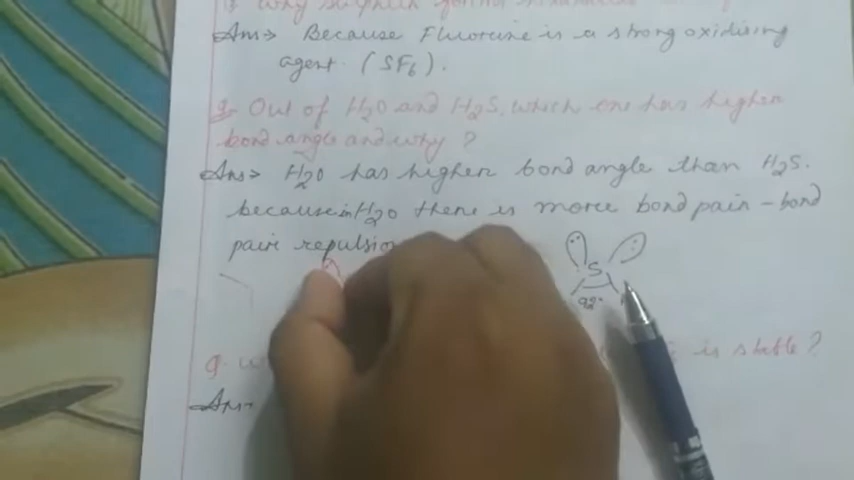 why sulphur
Ans> Because Fluorine is a strong oxidising
agent. (SF6).
Q- Out of H2O and H2S, which one has higher
bond angle and why ?
Ans> H2O has higher bond angle than H2S.
because in H2O there is more bond pair - bond
pair repulsion
S
92°
Q.
is stable ?
Ans